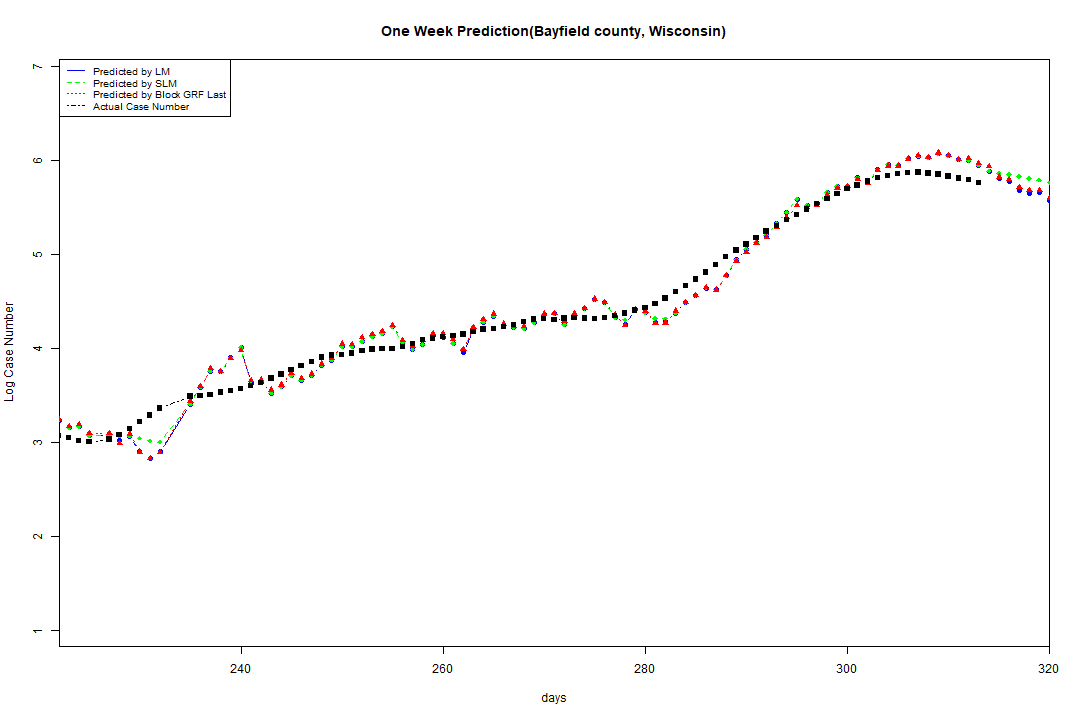 One Week Prediction(Bayfield county, Wisconsin)
Predicted by LM
Predicted by SLM
Predicted by Block GRF Last
Actual Case Number
7
6
5
4
3
2
1
Log Case Number
240
260
280
300
320
days